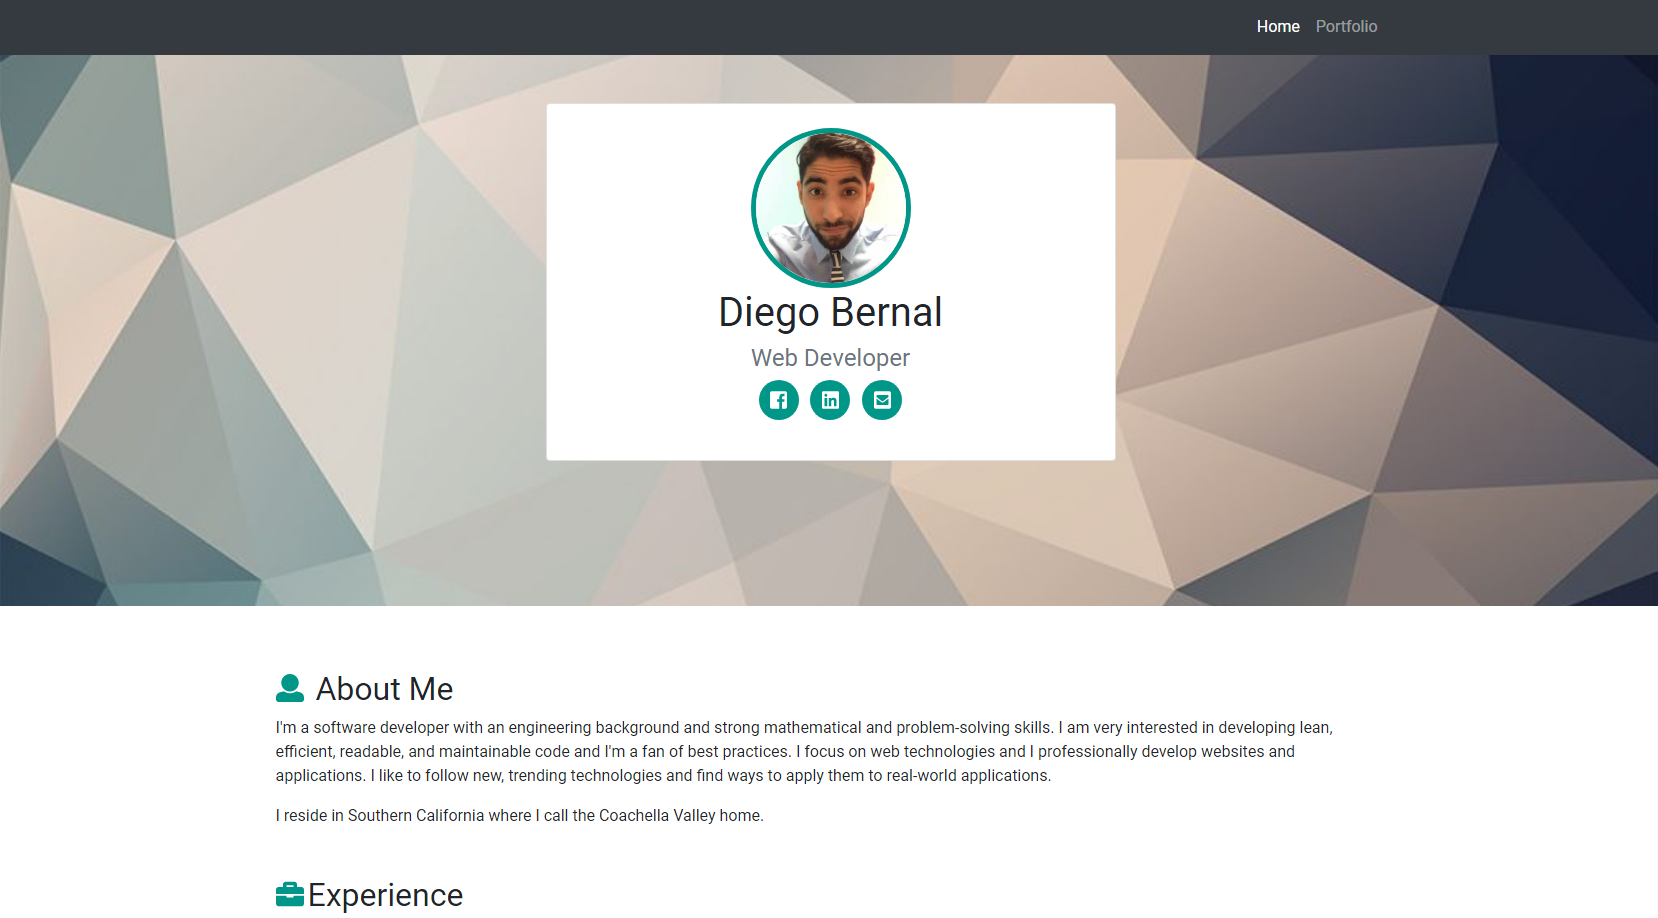 Home Portfolio
Diego Bernal
Web Developer
About Me
I'm a software developer with an engineering background and strong mathematical and problem-solving skills. I am very interested in developing lean,
efficient, readable, and maintainable code and I'm a fan of best practices. I focus on web technologies and I professionally develop websites and
applications. I like to follow new, trending technologies and find ways to apply them to real-world applications.
I reside in Southern California where I call the Coachella Valley home.
Experience